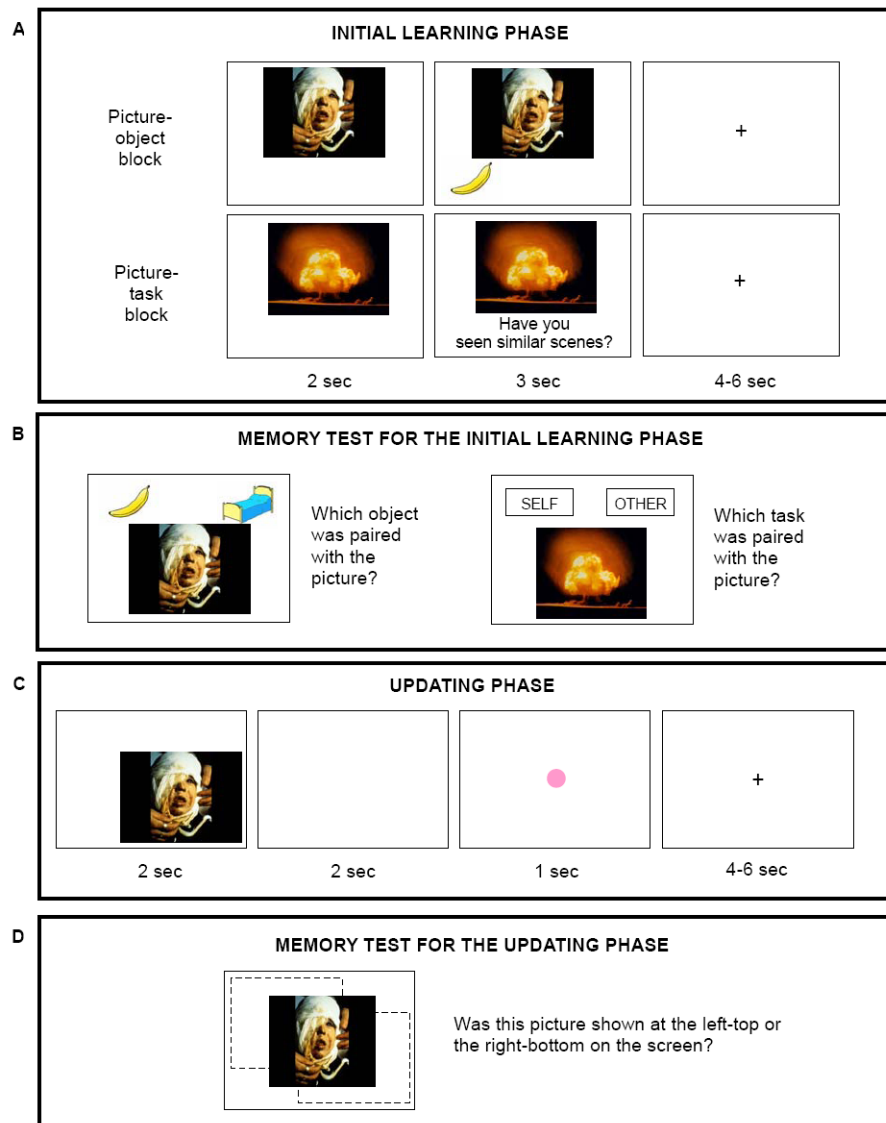 A
INITIAL LEARNING PHASE
Picture-
object
block
+
Picture-
task
block
Have you
seen similar scenes?
+
2 sec
3 sec
4-6 sec
B
MEMORY TEST FOR THE INITIAL LEARNING PHASE
Which object
was paired
with the
picture?
SELF
OTHER
Which task
was paired
with the
picture?
C
UPDATING PHASE
+
2 sec
2 sec
1 sec
4-6 sec
D
MEMORY TEST FOR THE UPDATING PHASE
Was this picture shown at the left-top or
the right-bottom on the screen?